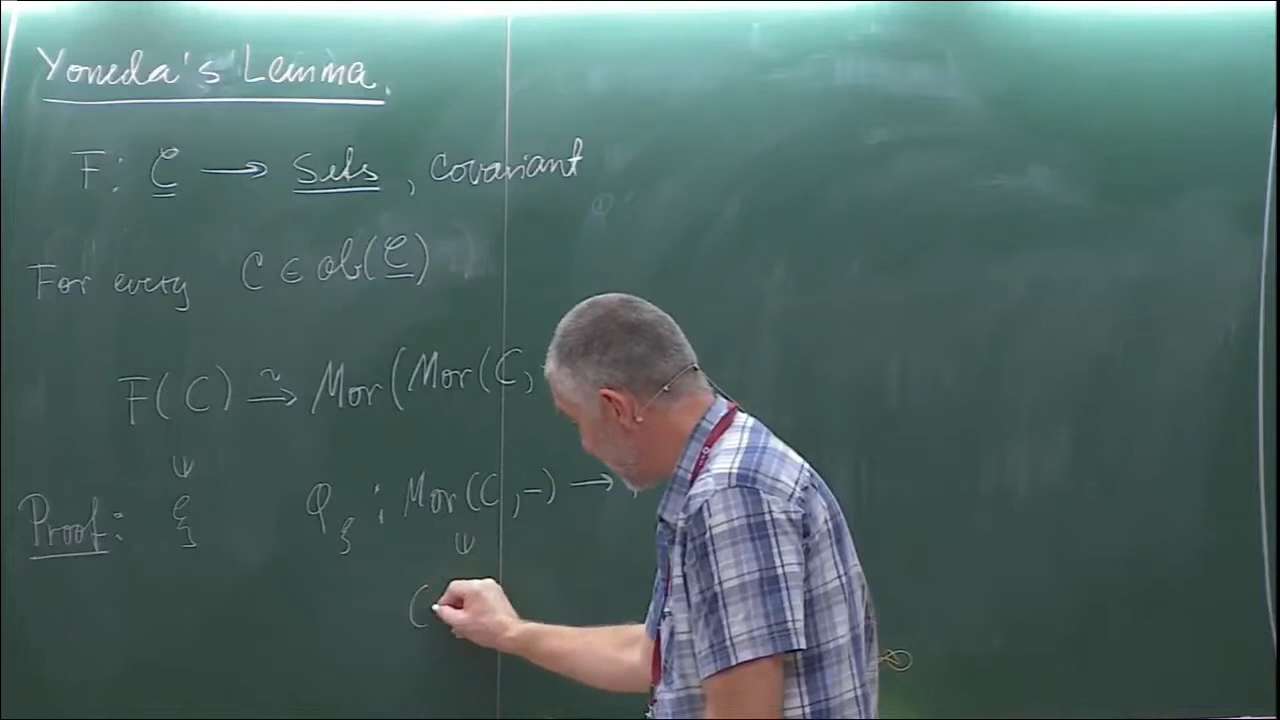 Yoneda's Lemma.
F: C → Sets, covariant
For every C ∈ ob(C)
F(C) ⥲ Mor(Mor(C,
Proof: ξ φ_ξ : Mor(C,-) →
(